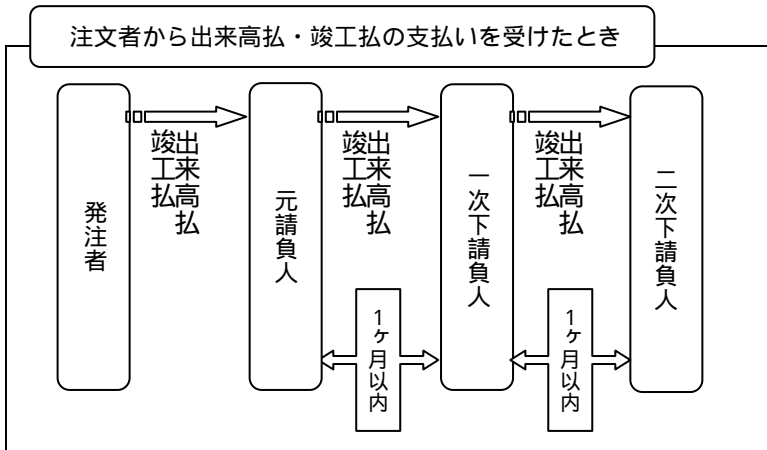 注文者から出来高払・竣工払の支払いを受けたとき
発注者
出来高払
竣工払
元請負人
出来高払
竣工払
1ヶ月以内
一次下請負人
出来高払
竣工払
1ヶ月以内
二次下請負人